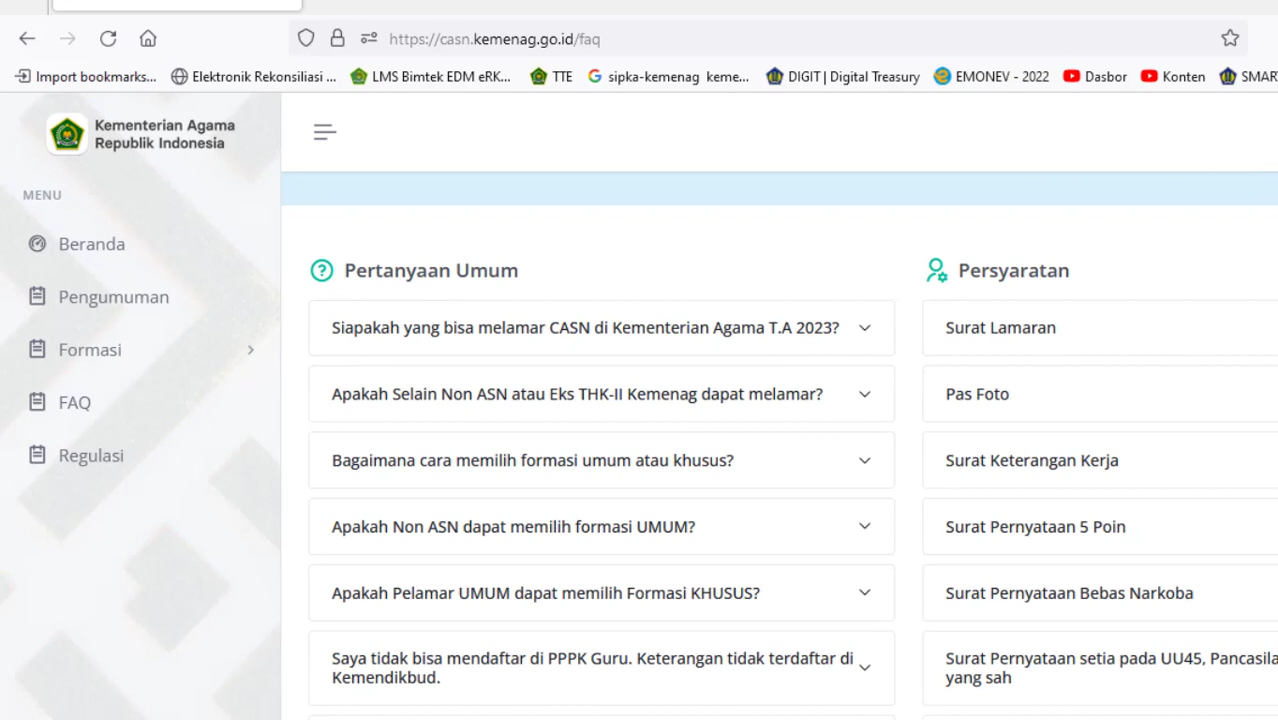 https://casn.kemenag.go.id/faq
Import bookmarks... Elektronik Rekonsiliasi ... LMS Bimtek EDM eRK... TTE sipka-kemenag keme... DIGIT | Digital Treasury EMONEV - 2022 Dasbor Konten SMAR
Kementerian Agama
Republik Indonesia
MENU
Beranda
Pengumuman
Formasi
FAQ
Regulasi
Pertanyaan Umum
Siapakah yang bisa melamar CASN di Kementerian Agama T.A 2023?
Apakah Selain Non ASN atau Eks THK-II Kemenag dapat melamar?
Bagaimana cara memilih formasi umum atau khusus?
Apakah Non ASN dapat memilih formasi UMUM?
Apakah Pelamar UMUM dapat memilih Formasi KHUSUS?
Saya tidak bisa mendaftar di PPPK Guru. Keterangan tidak terdaftar di
Kemendikbud.
Persyaratan
Surat Lamaran
Pas Foto
Surat Keterangan Kerja
Surat Pernyataan 5 Poin
Surat Pernyataan Bebas Narkoba
Surat Pernyataan setia pada UU45, Pancasila
yang sah